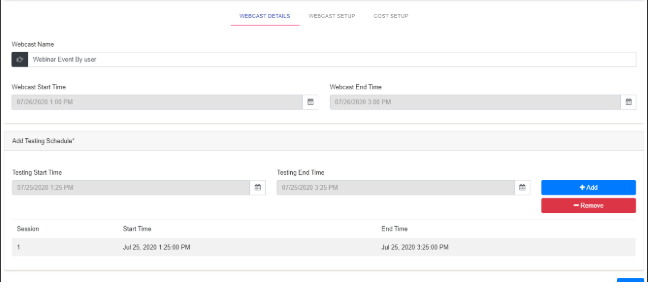 WEBCAST DETAILS WEBCAST SETUP COST SETUP
Webcast Name
Webinar Event By user
Webcast Start Time Webcast End Time
07/26/2020 1:00 PM 07/26/2020 3:00 PM
Add Testing Schedule*
Testing Start Time Testing End Time
07/25/2020 1:25 PM 07/25/2020 3:25 PM + Add
− Remove
Session Start Time End Time
1 Jul 25, 2020 1:25:00 PM Jul 25, 2020 3:25:00 PM